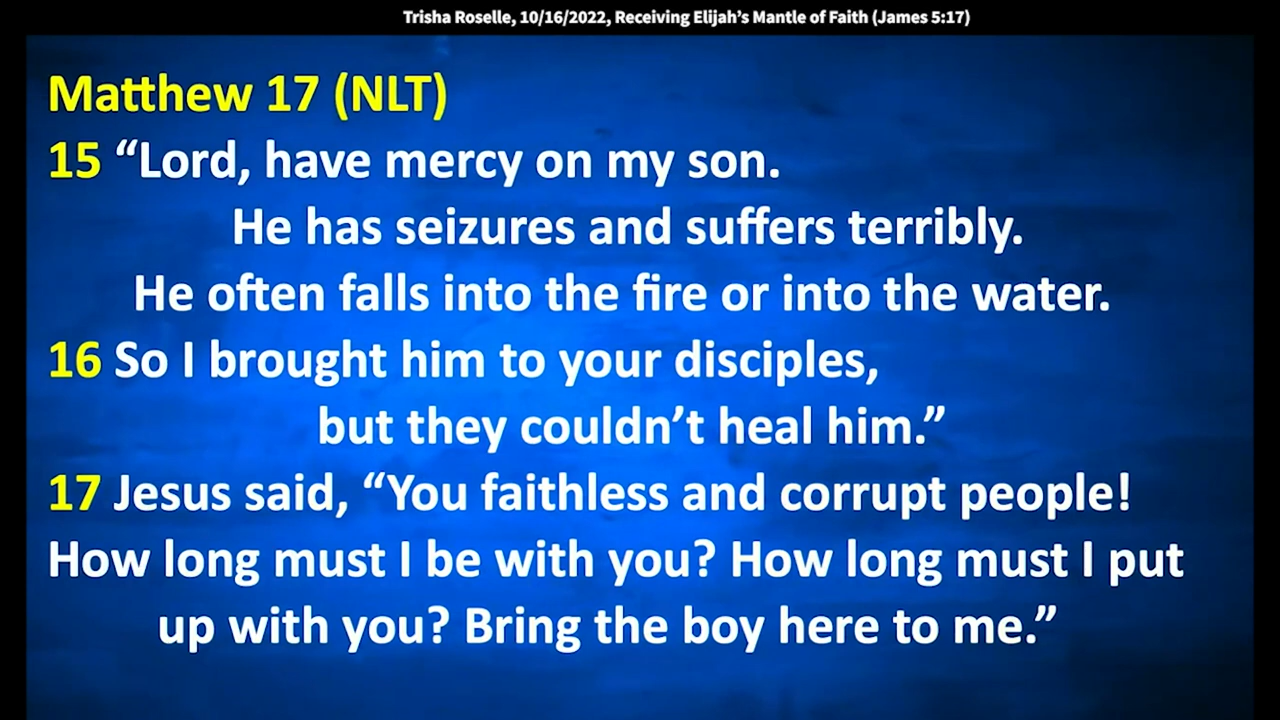 Trisha Roselle, 10/16/2022, Receiving Elijah’s Mantle of Faith (James 5:17)
Matthew 17 (NLT)
15 “Lord, have mercy on my son.
He has seizures and suffers terribly.
He often falls into the fire or into the water.
16 So I brought him to your disciples,
but they couldn’t heal him.”
17 Jesus said, “You faithless and corrupt people!
How long must I be with you? How long must I put
up with you? Bring the boy here to me.”